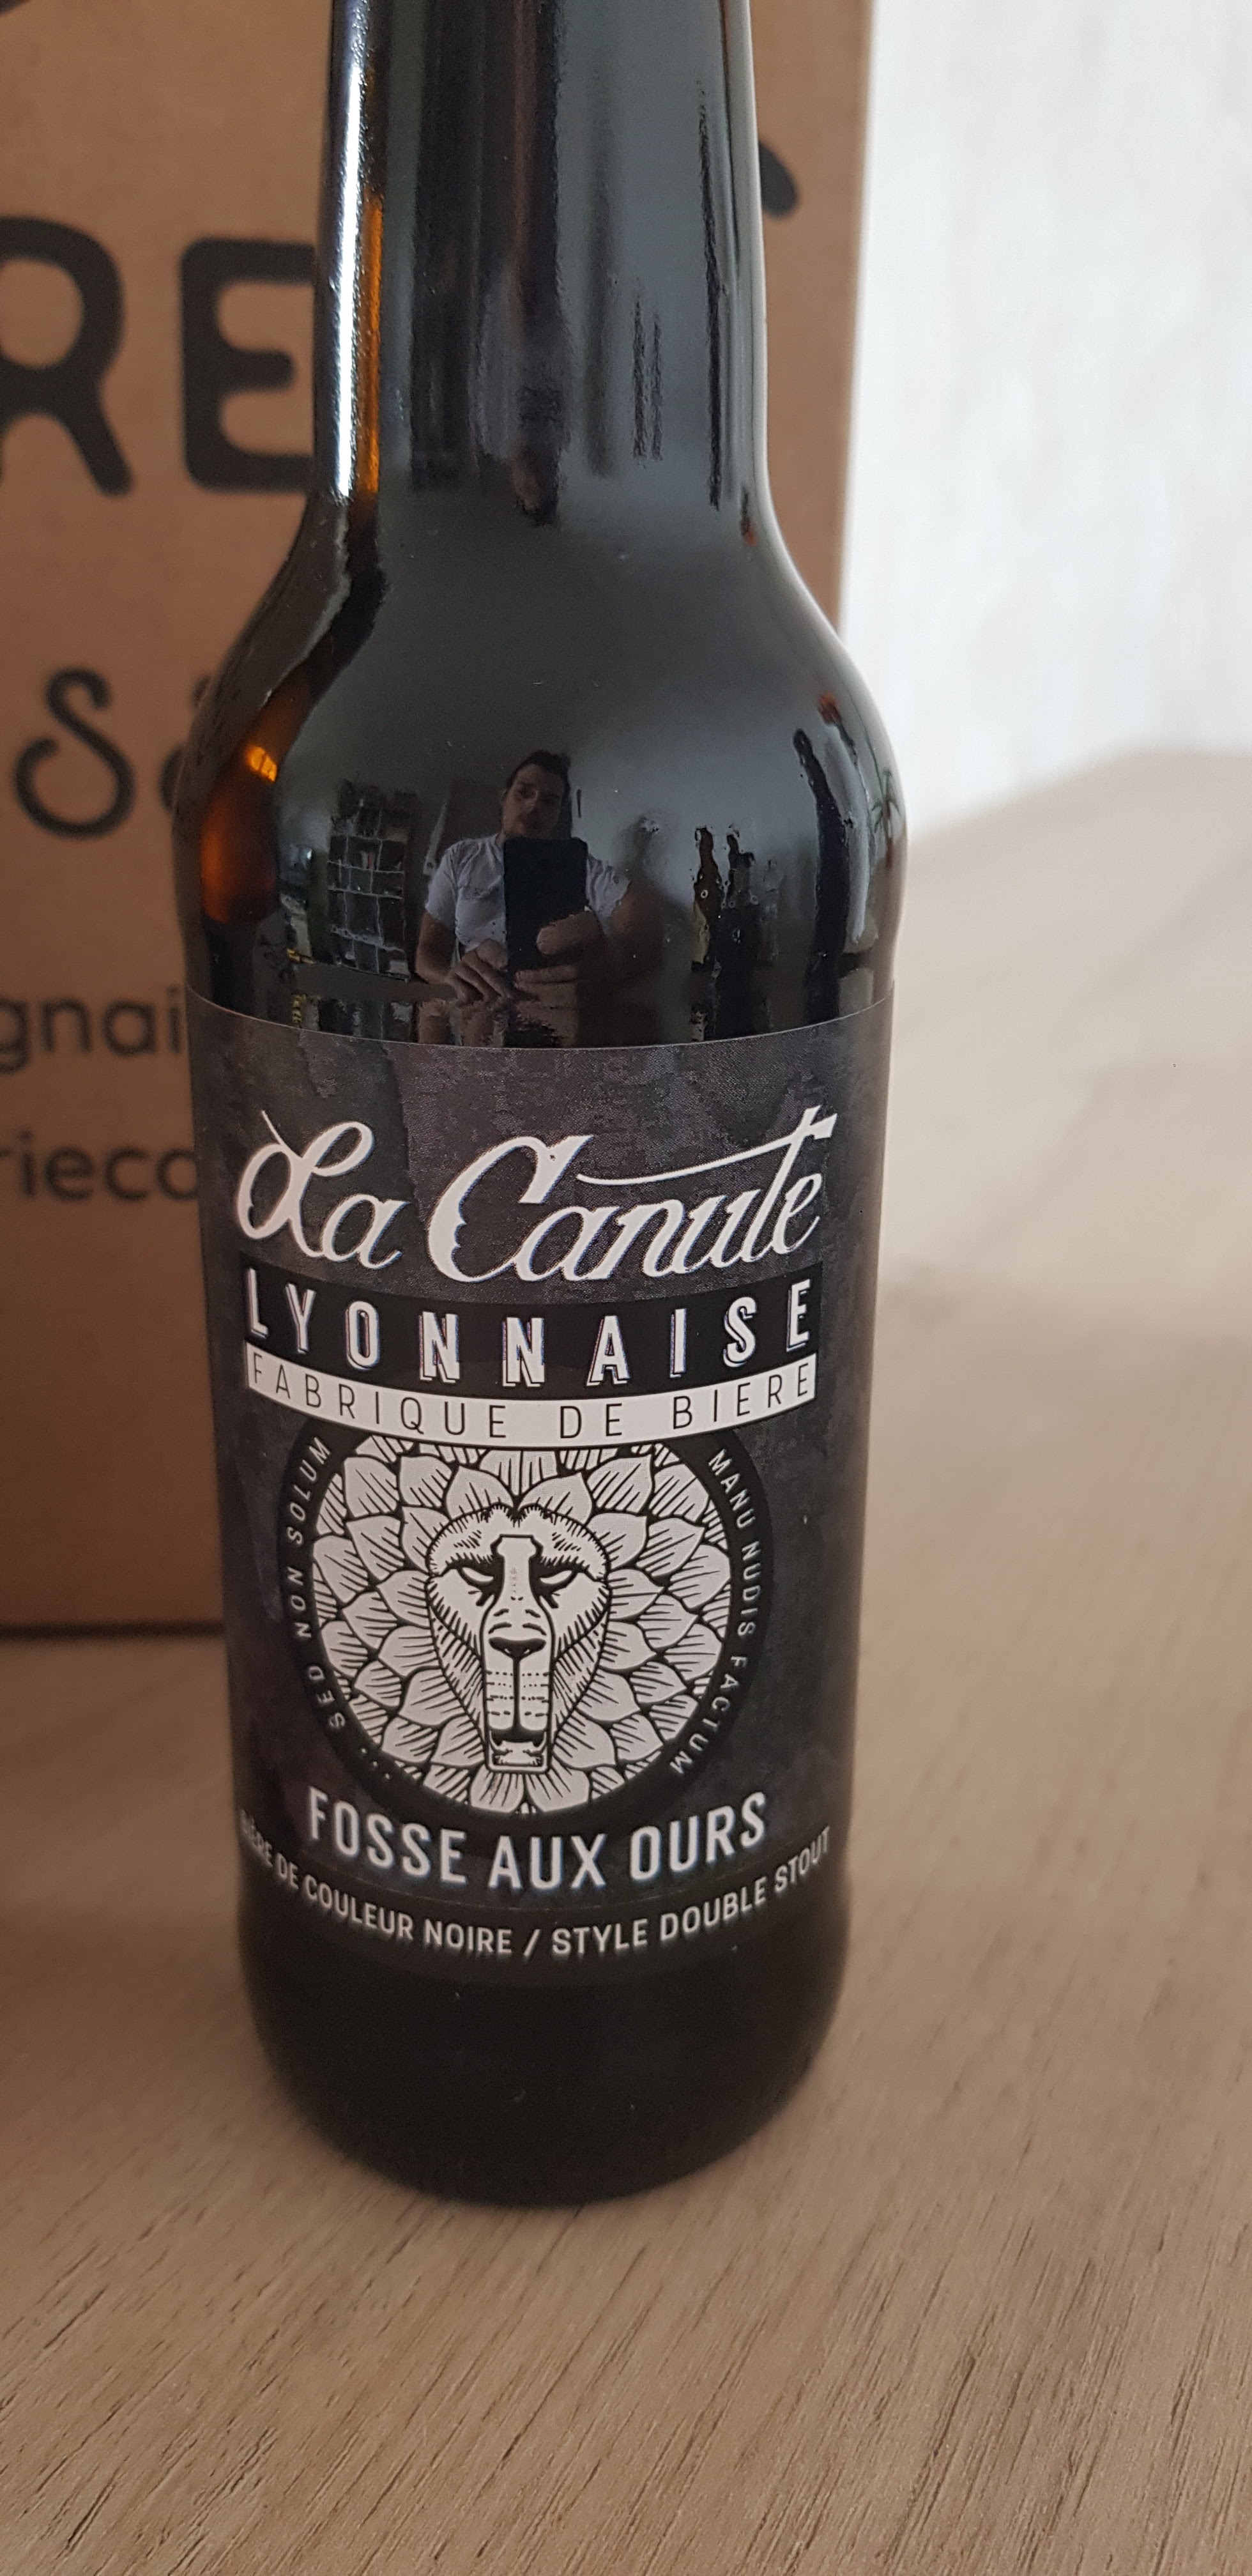 RE
S
gnai
rieco
La Canute
LYONNAISE
FABRIQUE DE BIERE
SED NON SOLUM
MANU NUDIS FACTUM
...
FOSSE AUX OURS
BIÈRE DE COULEUR NOIRE / STYLE DOUBLE STOUT